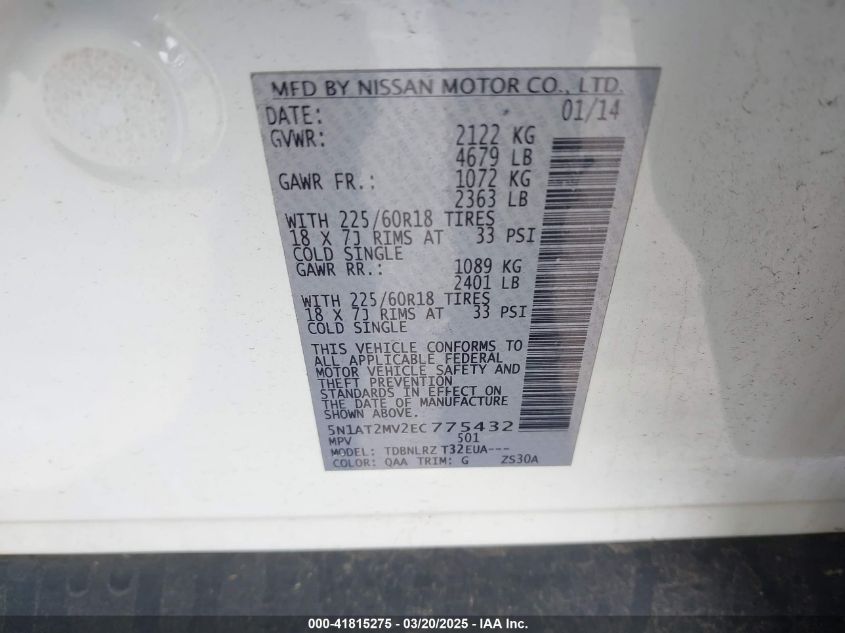 MFD BY NISSAN MOTOR CO., LTD.
DATE: 01/14
GVWR: 2122 KG
4679 LB
GAWR FR.: 1072 KG
2363 LB
WITH 225/60R18 TIRES
18 X 7J RIMS AT 33 PSI
COLD SINGLE
GAWR RR.: 1089 KG
2401 LB
WITH 225/60R18 TIRES
18 X 7J RIMS AT 33 PSI
COLD SINGLE
THIS VEHICLE CONFORMS TO
ALL APPLICABLE FEDERAL
MOTOR VEHICLE SAFETY AND
THEFT PREVENTION
STANDARDS IN EFFECT ON
THE DATE OF MANUFACTURE
SHOWN ABOVE.
5N1AT2MV2EC775432
MPV 501
MODEL: TDBNLRZ T32EUA---
COLOR: QAA TRIM: G ZS30A
000-41815275 - 03/20/2025 - IAA Inc.